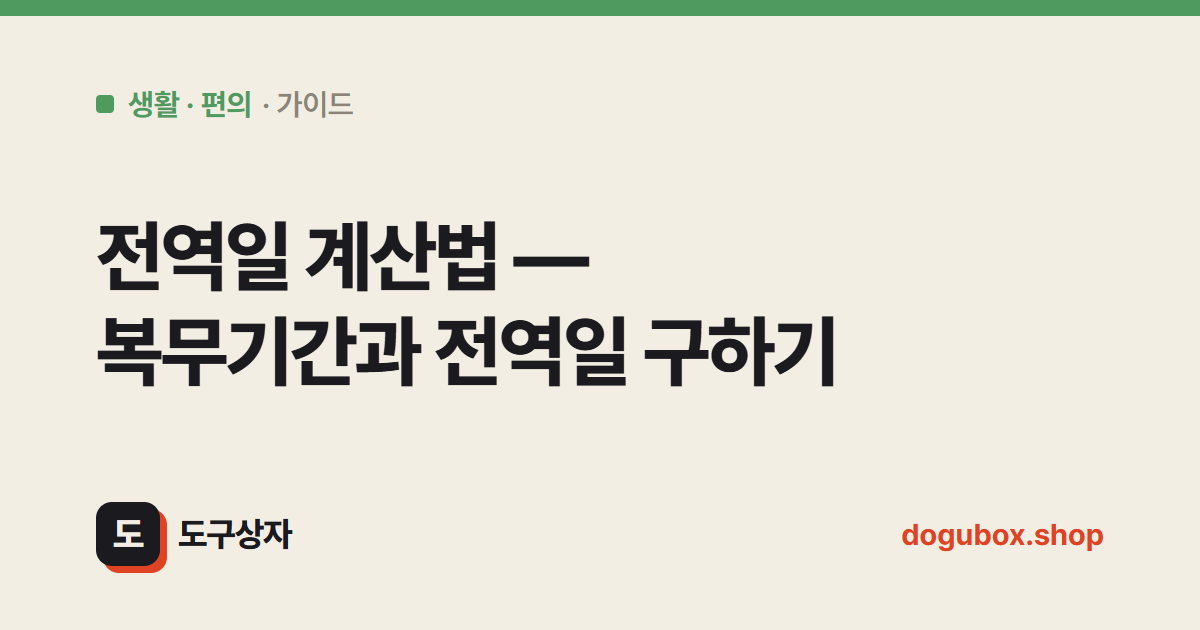 생활 · 편의 · 가이드
전역일 계산법 —
복무기간과 전역일 구하기
도 도구상자
dogubox.shop